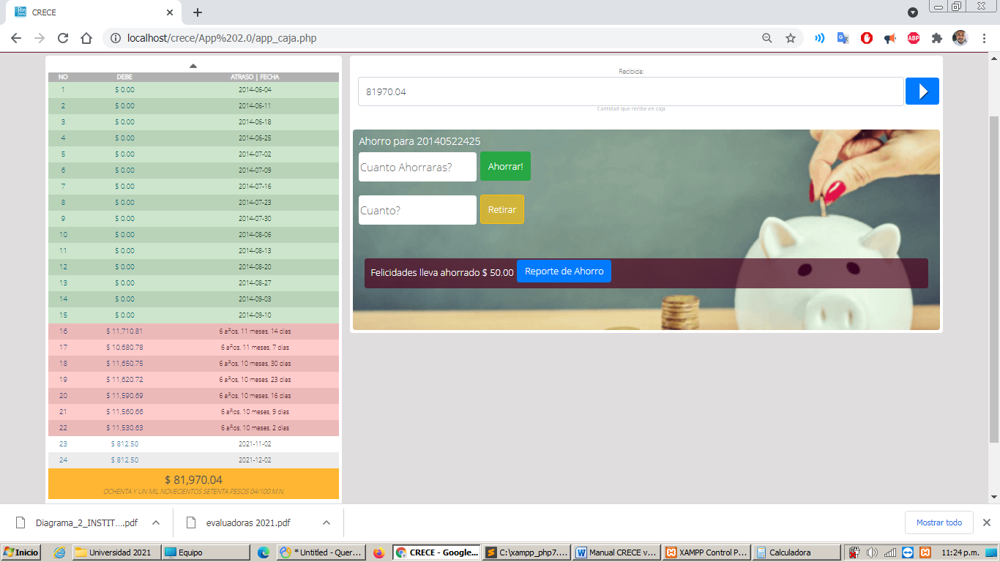 CRECE
localhost/crece/App%202.0/app_caja.php
NO DEBE ATRASO | FECHA
1 $ 0.00 2014-06-04
2 $ 0.00 2014-06-11
3 $ 0.00 2014-06-18
4 $ 0.00 2014-06-25
5 $ 0.00 2014-07-02
6 $ 0.00 2014-07-09
7 $ 0.00 2014-07-16
8 $ 0.00 2014-07-23
9 $ 0.00 2014-07-30
10 $ 0.00 2014-08-06
11 $ 0.00 2014-08-13
12 $ 0.00 2014-08-20
13 $ 0.00 2014-08-27
14 $ 0.00 2014-09-03
15 $ 0.00 2014-09-10
16 $ 11,710.81 6 años, 11 meses, 14 dias
17 $ 10,680.78 6 años, 11 meses, 7 dias
18 $ 11,650.75 6 años, 10 meses, 30 dias
19 $ 11,620.72 6 años, 10 meses, 23 dias
20 $ 11,590.69 6 años, 10 meses, 16 dias
21 $ 11,560.66 6 años, 10 meses, 9 dias
22 $ 11,530.63 6 años, 10 meses, 2 dias
23 $ 812.50 2021-11-02
24 $ 812.50 2021-12-02
$ 81,970.04
OCHENTA Y UN MIL NOVECIENTOS SETENTA PESOS 04/100 M.N.
Recibida:
81970.04
Cantidad que recibe en caja
Ahorro para 20140522425
Cuanto Ahorraras? Ahorrar!
Cuanto? Retirar
Felicidades lleva ahorrado $ 50.00 Reporte de Ahorro
Diagrama_2_INSTIT....pdf evaluadoras 2021.pdf Mostrar todo
Inicio Universidad 2021 Equipo * Untitled - Quer... CRECE - Google... C:\xampp_php7.... Manual CRECE v... XAMPP Control P... Calculadora 11:24 p.m.